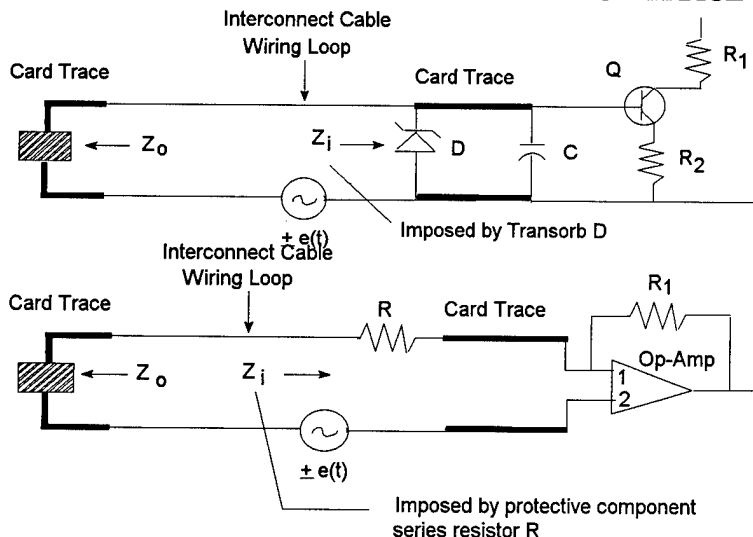 Interconnect Cable
Wiring Loop
R1
Card Trace
Card Trace
Q
Zo
Zi
D
C
R2
± e(t)
Imposed by Transorb D
Interconnect Cable
Wiring Loop
Card Trace
R
Card Trace
R1
Op-Amp
Zo
Zi
1
2
± e(t)
Imposed by protective component
series resistor R